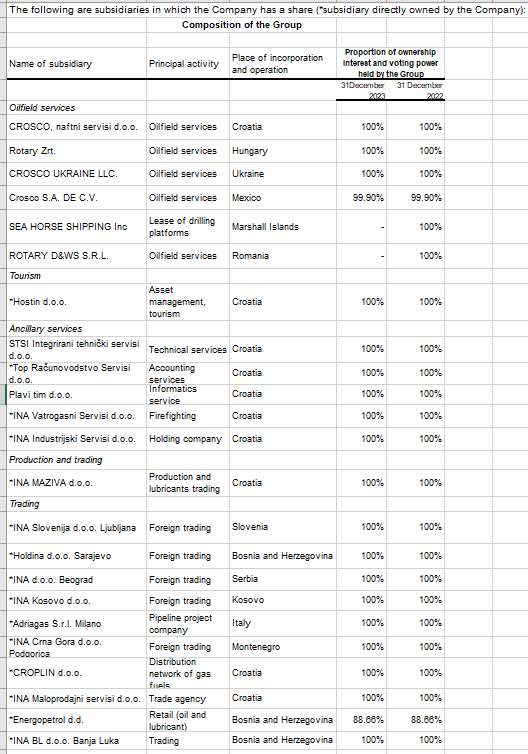 The following are subsidiaries in which the Company has a share (*subsidiary directly owned by the Company):
Composition of the Group
Name of subsidiary Principal activity Place of incorporation and operation Proportion of ownership interest and voting power held by the Group
31December 2023 31 December 2022
Oilfield services
CROSCO, naftni servisi d.o.o. Oilfield services Croatia 100% 100%
Rotary Zrt. Oilfield services Hungary 100% 100%
CROSCO UKRAINE LLC. Oilfield services Ukraine 100% 100%
Crosco S.A. DE C.V. Oilfield services Mexico 99.90% 99.90%
SEA HORSE SHIPPING Inc Lease of drilling platforms Marshall Islands - 100%
ROTARY D&WS S.R.L. Oilfield services Romania - 100%
Tourism
*Hostin d.o.o. Asset management, tourism Croatia 100% 100%
Ancillary services
STSI Integrirani tehnički servisi d.o.o. Technical services Croatia 100% 100%
*Top Računovodstvo Servisi d.o.o. Accounting services Croatia 100% 100%
Plavi tim d.o.o. Informatics service Croatia 100% 100%
*INA Vatrogasni Servisi d.o.o. Firefighting Croatia 100% 100%
*INA Industrijski Servisi d.o.o. Holding company Croatia 100% 100%
Production and trading
*INA MAZIVA d.o.o. Production and lubricants trading Croatia 100% 100%
Trading
*INA Slovenija d.o.o. Ljubljana Foreign trading Slovenia 100% 100%
*Holdina d.o.o. Sarajevo Foreign trading Bosnia and Herzegovina 100% 100%
*INA d.o.o. Beograd Foreign trading Serbia 100% 100%
*INA Kosovo d.o.o. Foreign trading Kosovo 100% 100%
*Adriagas S.r.l. Milano Pipeline project company Italy 100% 100%
*INA Crna Gora d.o.o. Podgorica Foreign trading Montenegro 100% 100%
*CROPLIN d.o.o. Distribution network of gas fuels Croatia 100% 100%
*INA Maloprodajni servisi d.o.o. Trade agency Croatia 100% 100%
*Energopetrol d.d. Retail (oil and lubricant) Bosnia and Herzegovina 88.66% 88.66%
*INA BL d.o.o. Banja Luka Trading Bosnia and Herzegovina 100% 100%